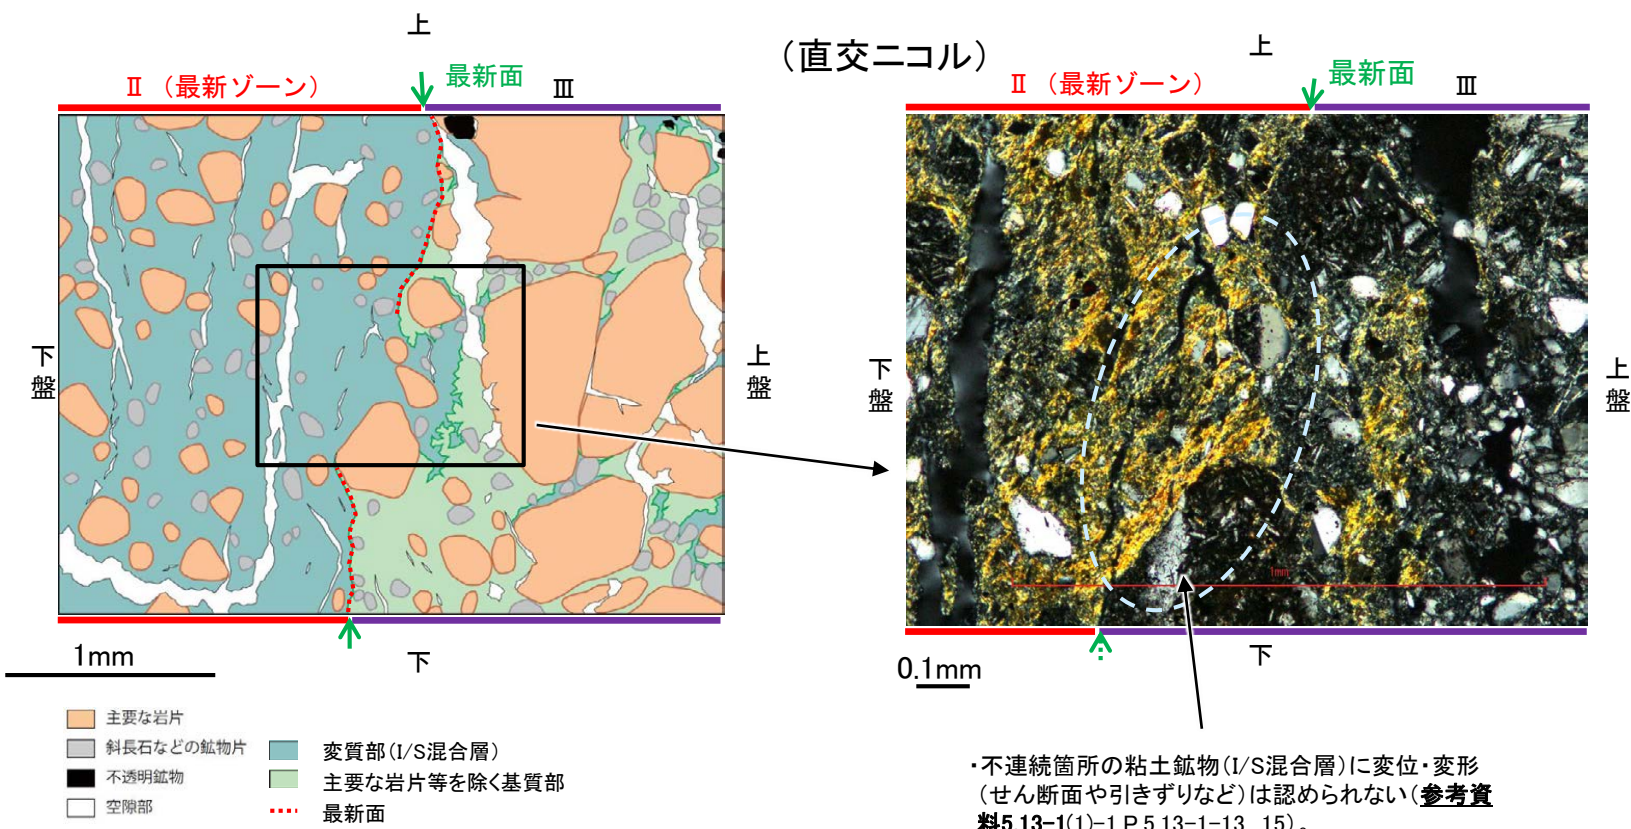 上
Ⅱ （最新ゾーン）
最新面
Ⅲ
下盤
上盤
1mm
下
主要な岩片
斜長石などの鉱物片
不透明鉱物
空隙部
変質部(I/S混合層)
主要な岩片等を除く基質部
最新面
（直交ニコル）
上
Ⅱ （最新ゾーン）
最新面
Ⅲ
下盤
上盤
1mm
0.1mm
下
・不連続箇所の粘土鉱物(I/S混合層)に変位・変形
（せん断面や引きずりなど）は認められない（参考資
料5.13-1(1)-1 P.5.13-1-13, 15）。